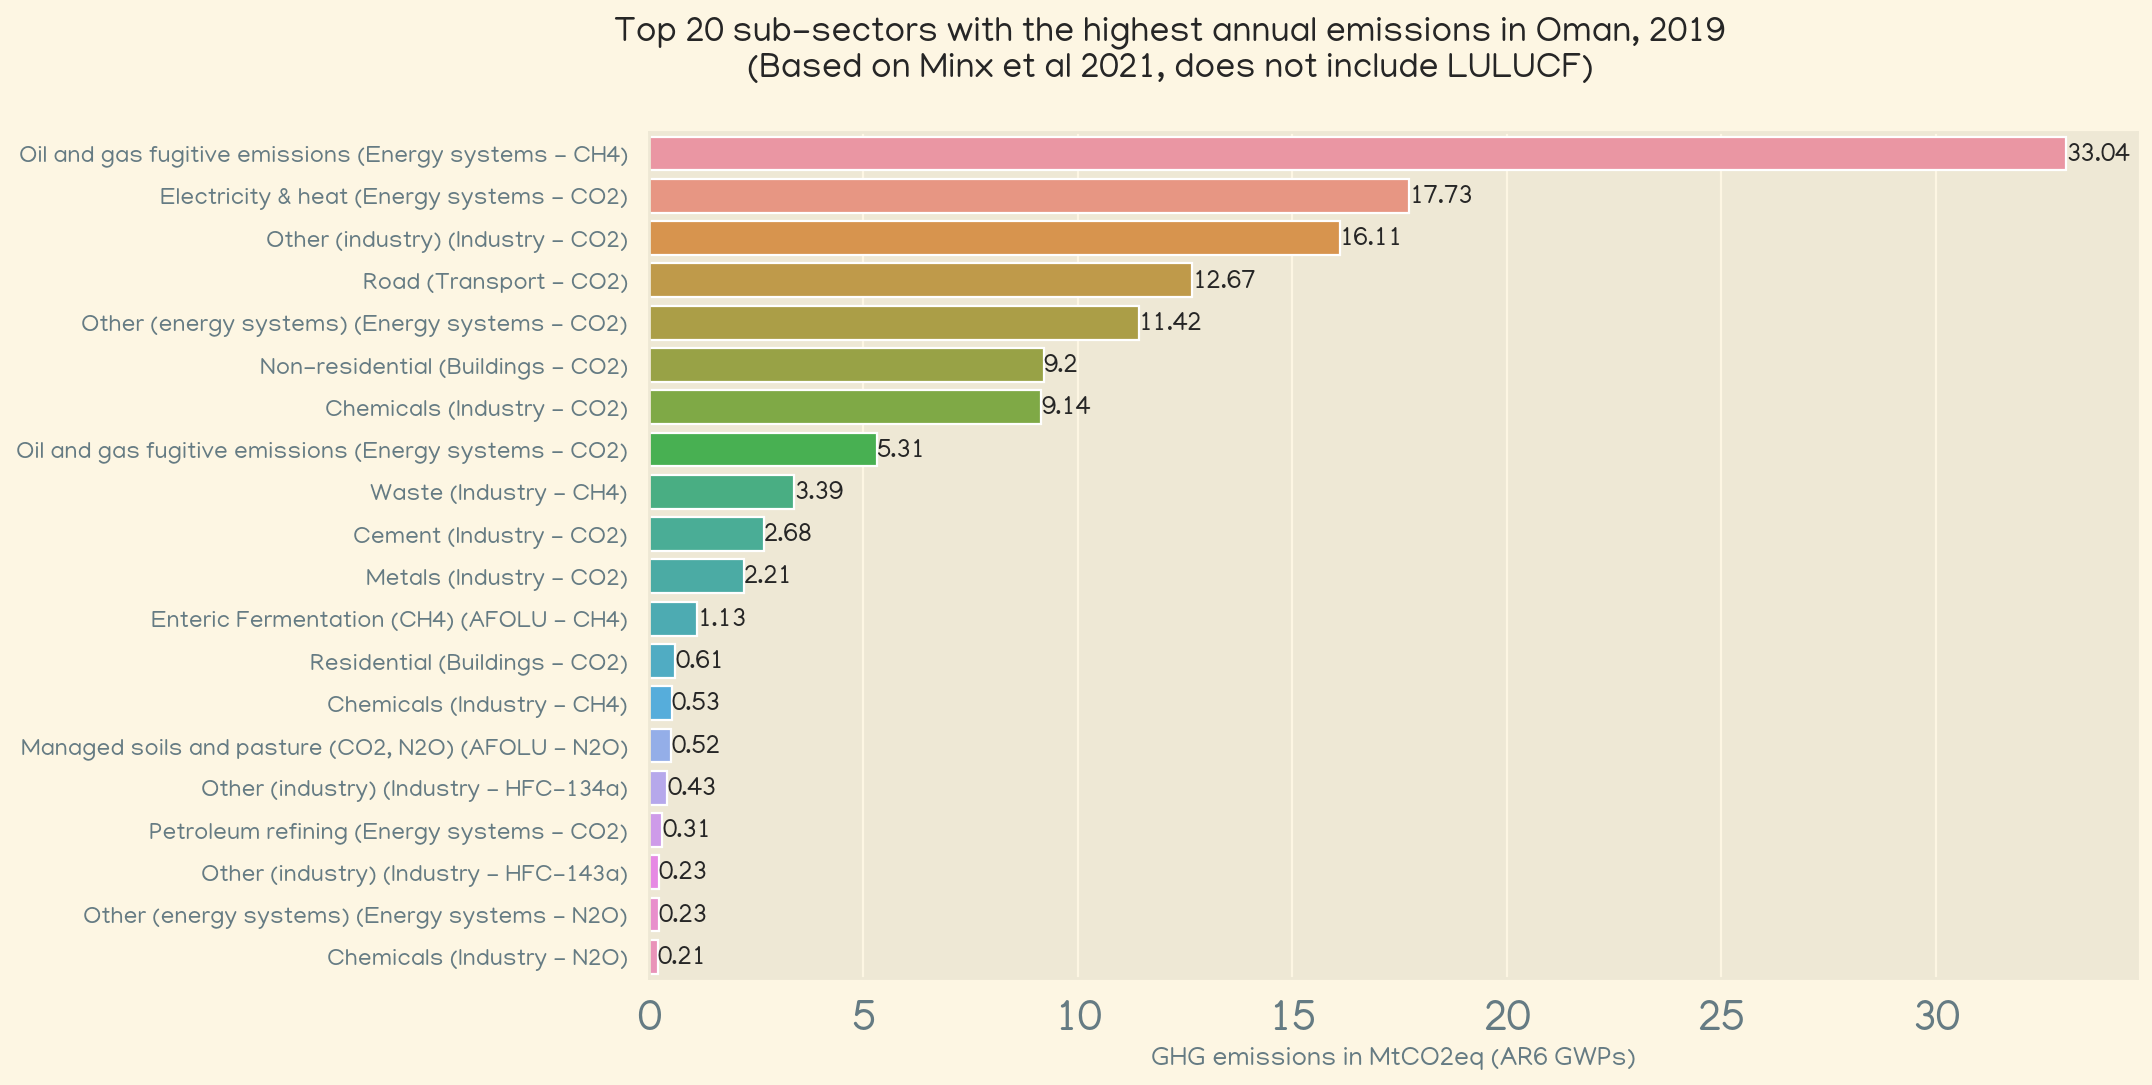 Top 20 sub-sectors with the highest annual emissions in Oman, 2019
(Based on Minx et al 2021, does not include LULUCF)
Oil and gas fugitive emissions (Energy systems - CH4) 33.04
Electricity & heat (Energy systems - CO2) 17.73
Other (industry) (Industry - CO2) 16.11
Road (Transport - CO2) 12.67
Other (energy systems) (Energy systems - CO2) 11.42
Non-residential (Buildings - CO2) 9.2
Chemicals (Industry - CO2) 9.14
Oil and gas fugitive emissions (Energy systems - CO2) 5.31
Waste (Industry - CH4) 3.39
Cement (Industry - CO2) 2.68
Metals (Industry - CO2) 2.21
Enteric Fermentation (CH4) (AFOLU - CH4) 1.13
Residential (Buildings - CO2) 0.61
Chemicals (Industry - CH4) 0.53
Managed soils and pasture (CO2, N2O) (AFOLU - N2O) 0.52
Other (industry) (Industry - HFC-134a) 0.43
Petroleum refining (Energy systems - CO2) 0.31
Other (industry) (Industry - HFC-143a) 0.23
Other (energy systems) (Energy systems - N2O) 0.23
Chemicals (Industry - N2O) 0.21
0 5 10 15 20 25 30
GHG emissions in MtCO2eq (AR6 GWPs)